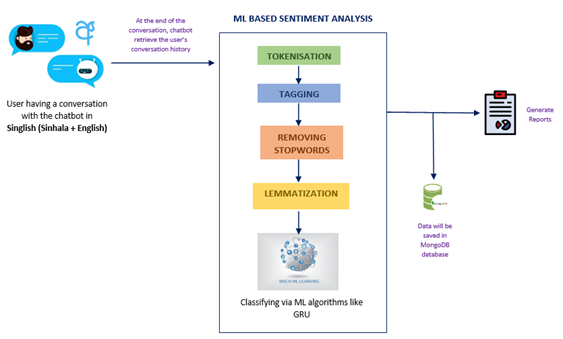 ML BASED SENTIMENT ANALYSIS
At the end of the
conversation, chatbot
retrieve the user's
conversation history
අ
User having a conversation
with the chatbot in
Singlish (Sinhala + English)
TOKENISATION
TAGGING
REMOVING
STOPWORDS
LEMMATIZATION
MACHINE LEARNING
Classifying via ML algorithms like
GRU
Generate
Reports
Data will be
saved in
MongoDB
database